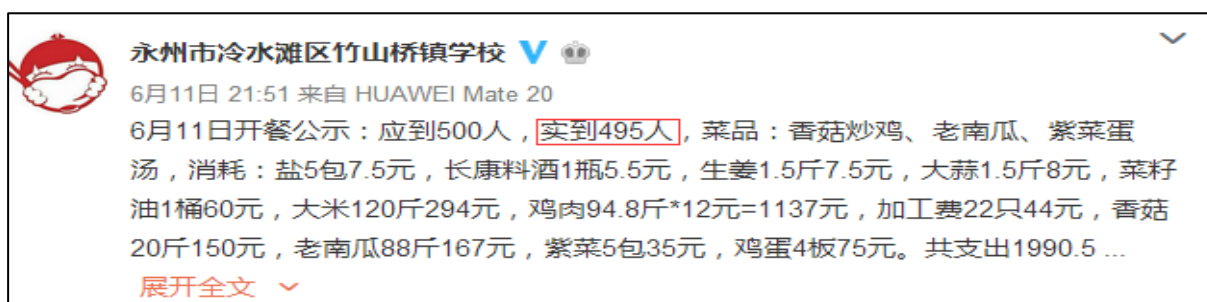 永州市冷水滩区竹山桥镇学校
6月11日 21:51 来自 HUAWEI Mate 20
6月11日开餐公示：应到500人，实到495人，菜品：香菇炒鸡、老南瓜、紫菜蛋
汤，消耗：盐5包7.5元，长康料酒1瓶5.5元，生姜1.5斤7.5元，大蒜1.5斤8元，菜籽
油1桶60元，大米120斤294元，鸡肉94.8斤*12元=1137元，加工费22只44元，香菇
20斤150元，老南瓜88斤167元，紫菜5包35元，鸡蛋4板75元。共支出1990.5 ...
展开全文